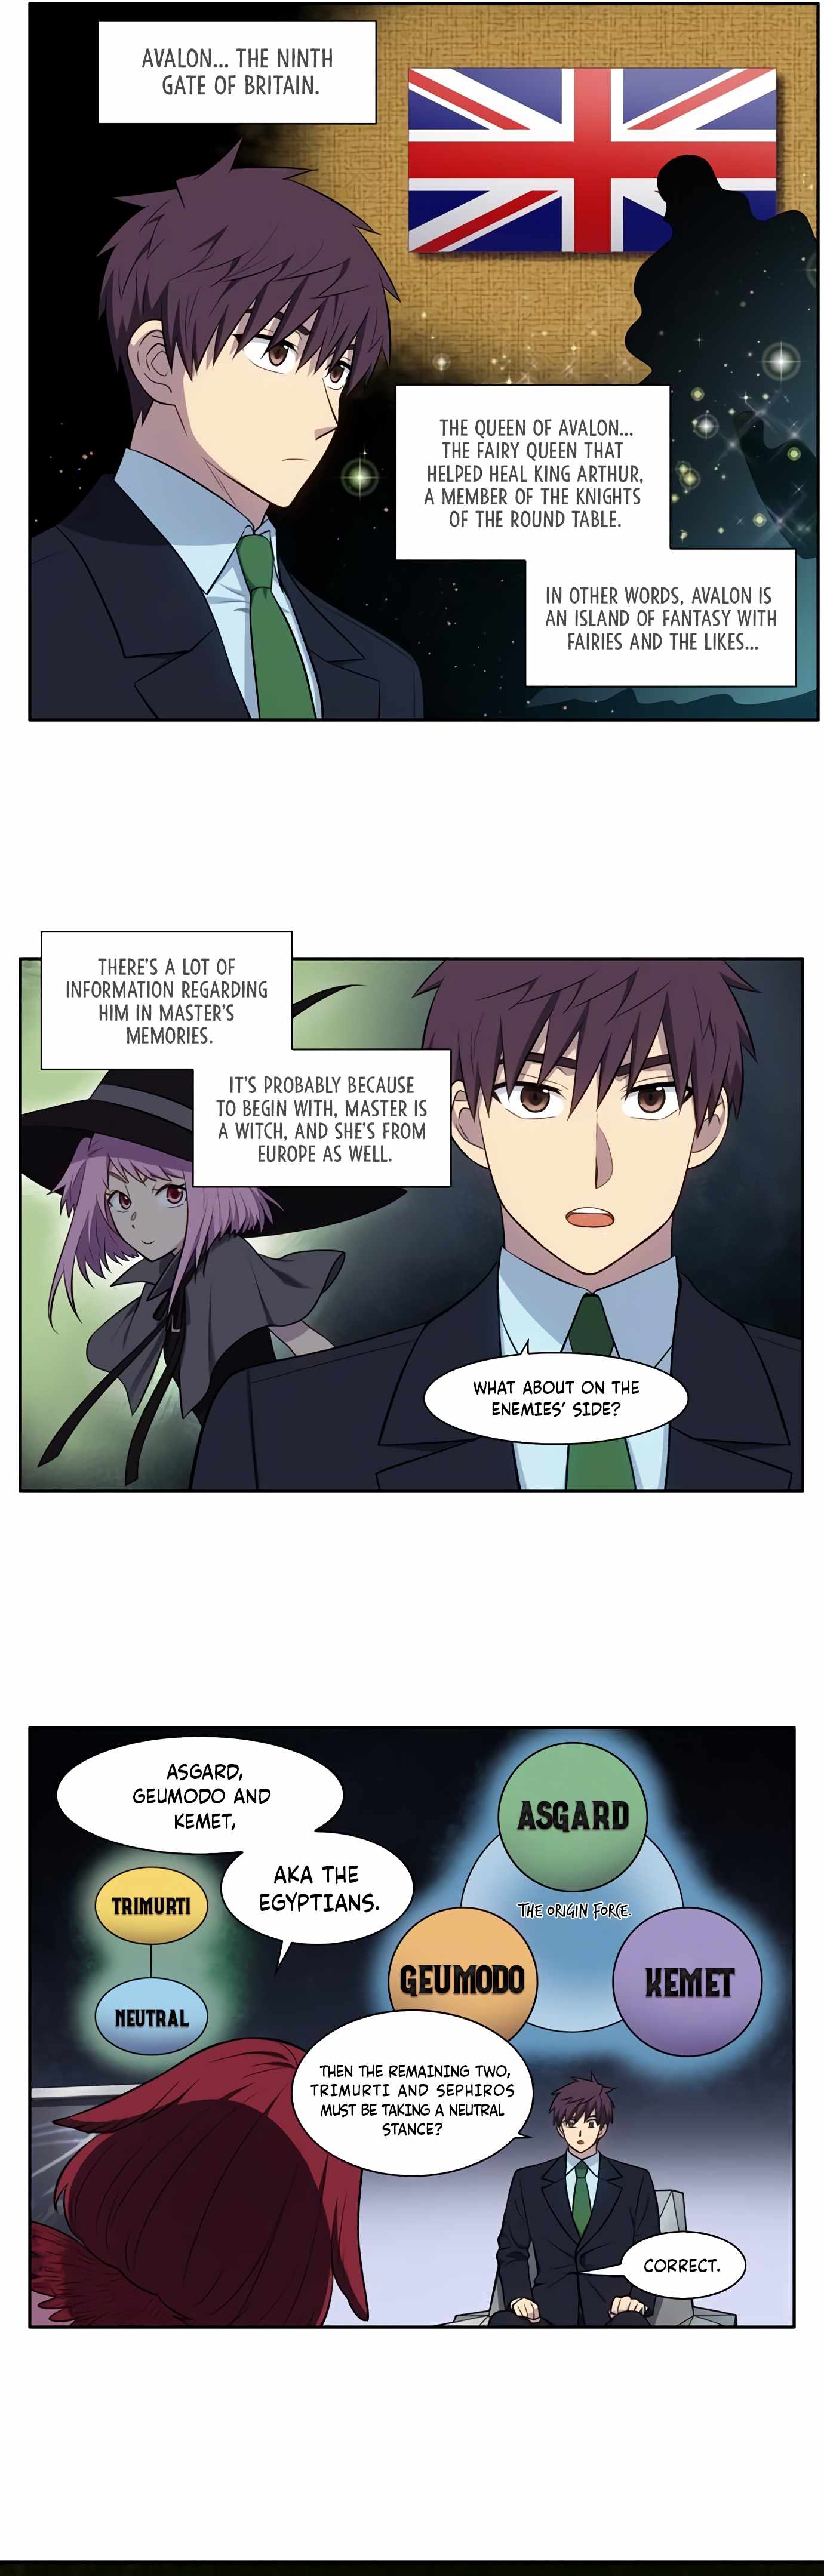 AVALON... THE NINTH
GATE OF BRITAIN.
THE QUEEN OF AVALON...
THE FAIRY QUEEN THAT
HELPED HEAL KING ARTHUR,
A MEMBER OF THE KNIGHTS
OF THE ROUND TABLE.
IN OTHER WORDS, AVALON IS
AN ISLAND OF FANTASY WITH
FAIRIES AND THE LIKES...
THERE'S A LOT OF
INFORMATION REGARDING
HIM IN MASTER'S
MEMORIES.
IT'S PROBABLY BECAUSE
TO BEGIN WITH, MASTER IS
A WITCH, AND SHE'S FROM
EUROPE AS WELL.
WHAT ABOUT ON THE
ENEMIES' SIDE?
ASGARD,
GEUMODO AND
KEMET,
AKA THE
EGYPTIANS.
ASGARD
THE ORIGIN FORCE.
GEUMODO
KEMET
TRIMURTI
NEUTRAL
THEN THE REMAINING TWO,
TRIMURTI AND SEPHIROS
MUST BE TAKING A NEUTRAL
STANCE?
CORRECT.